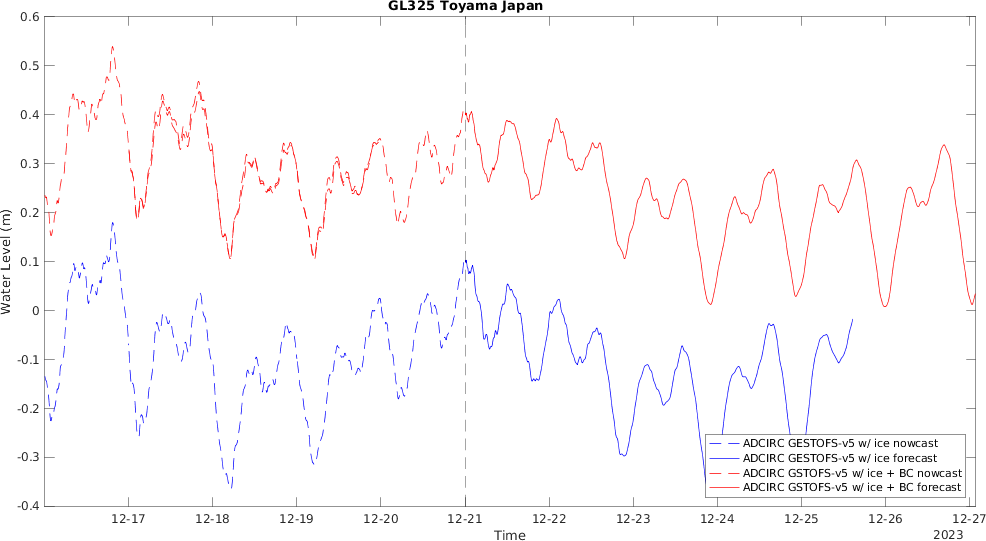 GL325 Toyama Japan
0.6
0.5
0.4
0.3
0.2
0.1
0
-0.1
-0.2
-0.3
-0.4
Water Level (m)
ADCIRC GESTOFS-v5 w/ ice nowcast
ADCIRC GESTOFS-v5 w/ ice forecast
ADCIRC GSTOFS-v5 w/ ice + BC nowcast
ADCIRC GSTOFS-v5 w/ ice + BC forecast
12-17 12-18 12-19 12-20 12-21 12-22 12-23 12-24 12-25 12-26 12-27
Time
2023